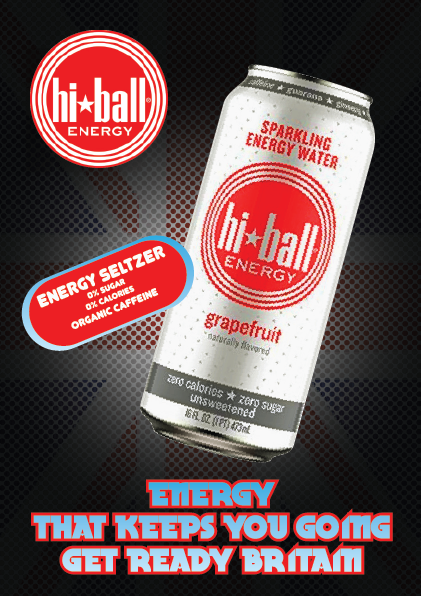 hi★ball®
ENERGY
caffeine ★ guarana ★ ginseng ★
SPARKLING
ENERGY WATER
hi★ball
ENERGY
ENERGY SELTZER
0% SUGAR
0% CALORIES
ORGANIC CAFFEINE
grapefruit
naturally flavored
zero calories ★ zero sugar
unsweetened
16 FL. OZ. (1 PT) 473mL
ENERGY
THAT KEEPS YOU GOING
GET READY BRITAIN